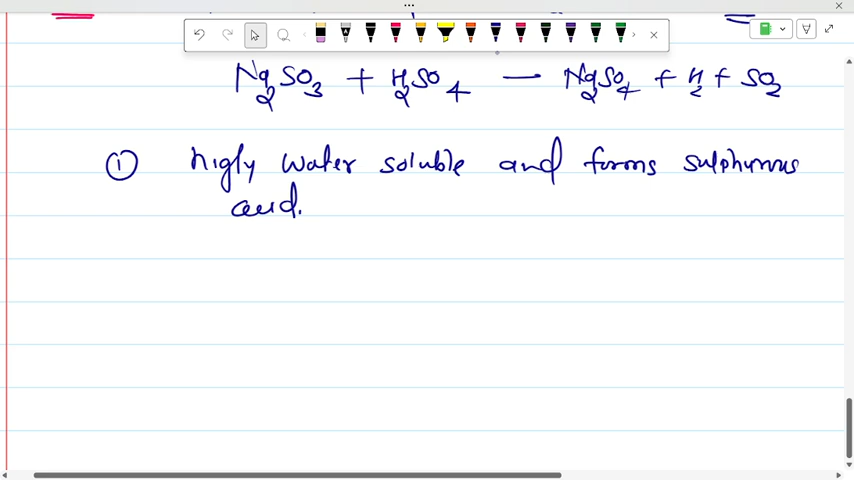 Na2SO3 + H2SO4 — Na2SO4 + H2 + SO2
① higly water soluble and forms sulphurous
acid.